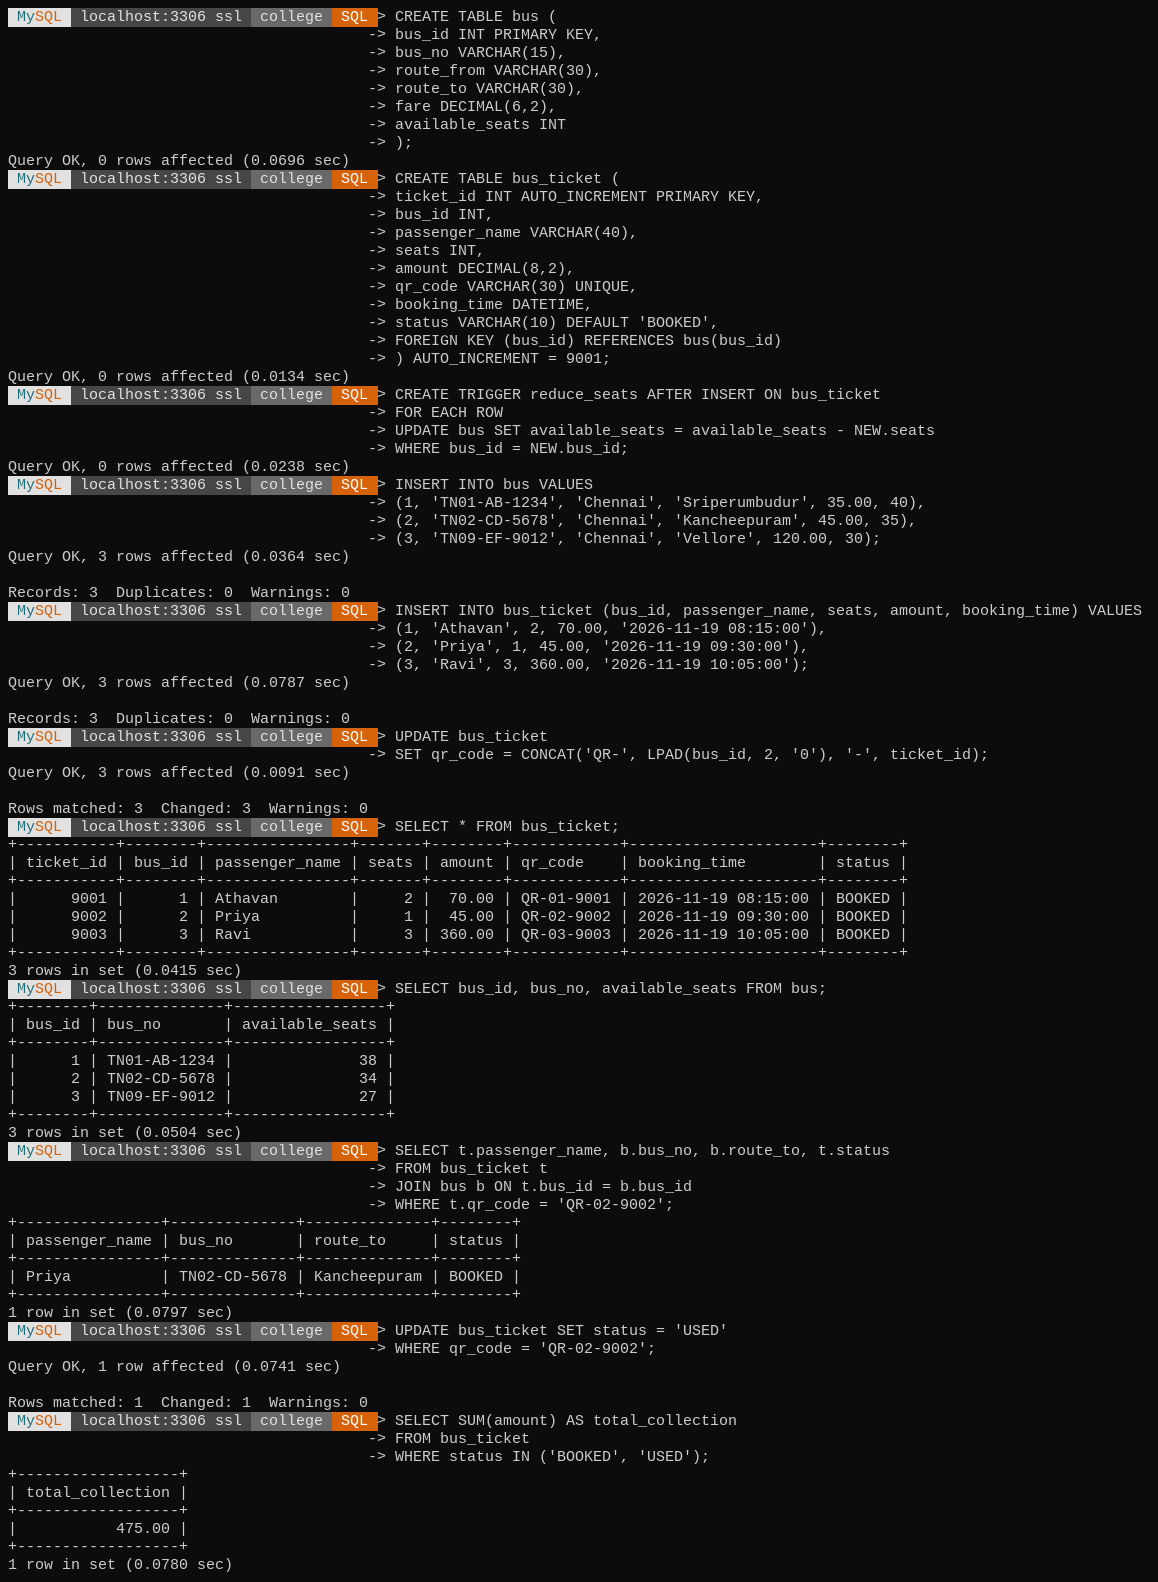 MySQL localhost:3306 ssl college SQL > CREATE TABLE bus (
-> bus_id INT PRIMARY KEY,
-> bus_no VARCHAR(15),
-> route_from VARCHAR(30),
-> route_to VARCHAR(30),
-> fare DECIMAL(6,2),
-> available_seats INT
-> );
Query OK, 0 rows affected (0.0696 sec)
MySQL localhost:3306 ssl college SQL > CREATE TABLE bus_ticket (
-> ticket_id INT AUTO_INCREMENT PRIMARY KEY,
-> bus_id INT,
-> passenger_name VARCHAR(40),
-> seats INT,
-> amount DECIMAL(8,2),
-> qr_code VARCHAR(30) UNIQUE,
-> booking_time DATETIME,
-> status VARCHAR(10) DEFAULT 'BOOKED',
-> FOREIGN KEY (bus_id) REFERENCES bus(bus_id)
-> ) AUTO_INCREMENT = 9001;
Query OK, 0 rows affected (0.0134 sec)
MySQL localhost:3306 ssl college SQL > CREATE TRIGGER reduce_seats AFTER INSERT ON bus_ticket
-> FOR EACH ROW
-> UPDATE bus SET available_seats = available_seats - NEW.seats
-> WHERE bus_id = NEW.bus_id;
Query OK, 0 rows affected (0.0238 sec)
MySQL localhost:3306 ssl college SQL > INSERT INTO bus VALUES
-> (1, 'TN01-AB-1234', 'Chennai', 'Sriperumbudur', 35.00, 40),
-> (2, 'TN02-CD-5678', 'Chennai', 'Kancheepuram', 45.00, 35),
-> (3, 'TN09-EF-9012', 'Chennai', 'Vellore', 120.00, 30);
Query OK, 3 rows affected (0.0364 sec)

Records: 3  Duplicates: 0  Warnings: 0
MySQL localhost:3306 ssl college SQL > INSERT INTO bus_ticket (bus_id, passenger_name, seats, amount, booking_time) VALUES
-> (1, 'Athavan', 2, 70.00, '2026-11-19 08:15:00'),
-> (2, 'Priya', 1, 45.00, '2026-11-19 09:30:00'),
-> (3, 'Ravi', 3, 360.00, '2026-11-19 10:05:00');
Query OK, 3 rows affected (0.0787 sec)

Records: 3  Duplicates: 0  Warnings: 0
MySQL localhost:3306 ssl college SQL > UPDATE bus_ticket
-> SET qr_code = CONCAT('QR-', LPAD(bus_id, 2, '0'), '-', ticket_id);
Query OK, 3 rows affected (0.0091 sec)

Rows matched: 3  Changed: 3  Warnings: 0
MySQL localhost:3306 ssl college SQL > SELECT * FROM bus_ticket;
+-----------+--------+----------------+-------+--------+------------+---------------------+--------+
| ticket_id | bus_id | passenger_name | seats | amount | qr_code    | booking_time        | status |
+-----------+--------+----------------+-------+--------+------------+---------------------+--------+
|      9001 |      1 | Athavan        |     2 |  70.00 | QR-01-9001 | 2026-11-19 08:15:00 | BOOKED |
|      9002 |      2 | Priya          |     1 |  45.00 | QR-02-9002 | 2026-11-19 09:30:00 | BOOKED |
|      9003 |      3 | Ravi           |     3 | 360.00 | QR-03-9003 | 2026-11-19 10:05:00 | BOOKED |
+-----------+--------+----------------+-------+--------+------------+---------------------+--------+
3 rows in set (0.0415 sec)
MySQL localhost:3306 ssl college SQL > SELECT bus_id, bus_no, available_seats FROM bus;
+--------+--------------+-----------------+
| bus_id | bus_no       | available_seats |
+--------+--------------+-----------------+
|      1 | TN01-AB-1234 |              38 |
|      2 | TN02-CD-5678 |              34 |
|      3 | TN09-EF-9012 |              27 |
+--------+--------------+-----------------+
3 rows in set (0.0504 sec)
MySQL localhost:3306 ssl college SQL > SELECT t.passenger_name, b.bus_no, b.route_to, t.status
-> FROM bus_ticket t
-> JOIN bus b ON t.bus_id = b.bus_id
-> WHERE t.qr_code = 'QR-02-9002';
+----------------+--------------+--------------+--------+
| passenger_name | bus_no       | route_to     | status |
+----------------+--------------+--------------+--------+
| Priya          | TN02-CD-5678 | Kancheepuram | BOOKED |
+----------------+--------------+--------------+--------+
1 row in set (0.0797 sec)
MySQL localhost:3306 ssl college SQL > UPDATE bus_ticket SET status = 'USED'
-> WHERE qr_code = 'QR-02-9002';
Query OK, 1 row affected (0.0741 sec)

Rows matched: 1  Changed: 1  Warnings: 0
MySQL localhost:3306 ssl college SQL > SELECT SUM(amount) AS total_collection
-> FROM bus_ticket
-> WHERE status IN ('BOOKED', 'USED');
+------------------+
| total_collection |
+------------------+
|           475.00 |
+------------------+
1 row in set (0.0780 sec)